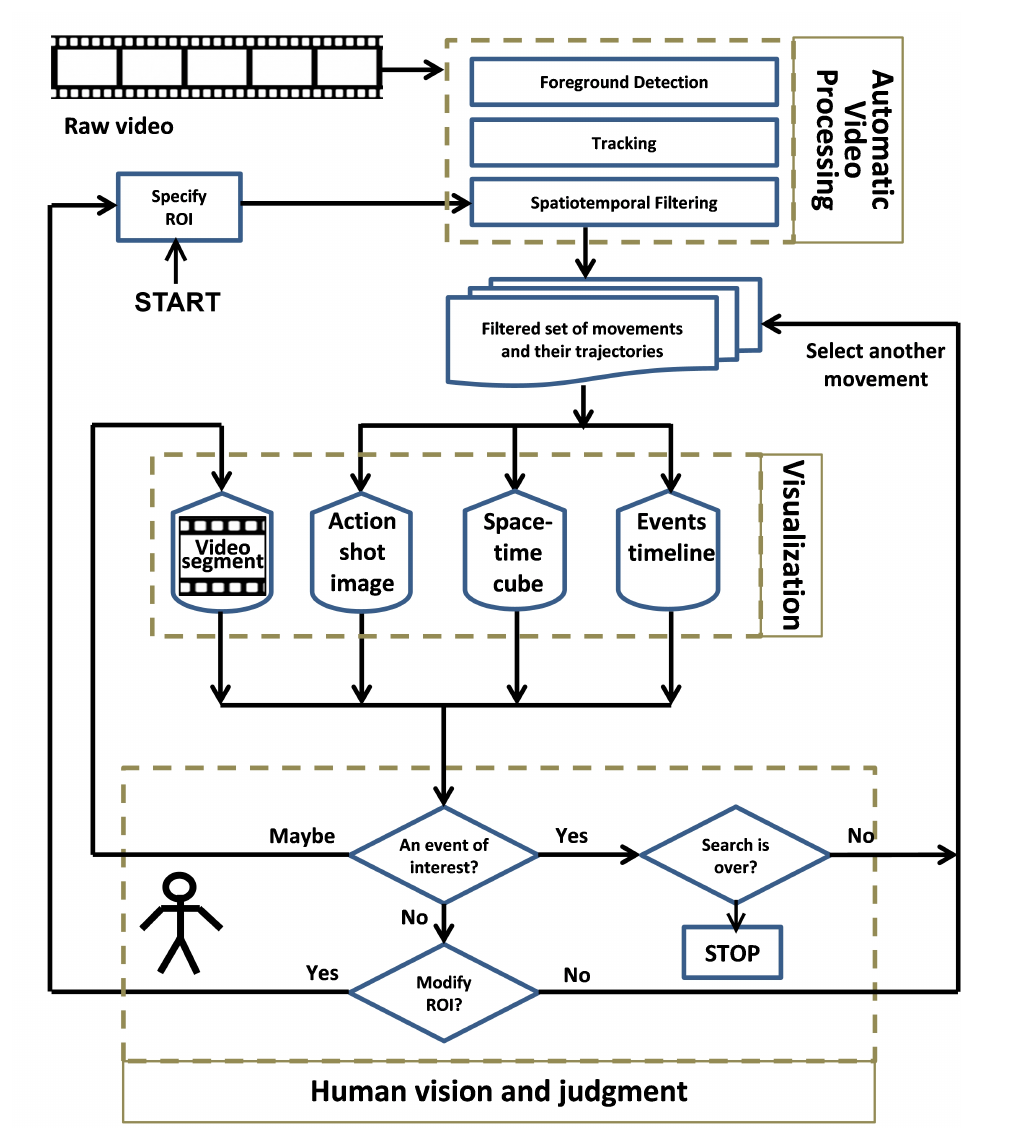 Raw video
Foreground Detection
Tracking
Spatiotemporal Filtering
Automatic
Video
Processing
Specify
ROI
START
Filtered set of movements
and their trajectories
Select another
movement
Video
segment
Action
shot
image
Space-
time
cube
Events
timeline
Visualization
Maybe
An event of
interest?
Yes
Search is
over?
No
No
STOP
Yes
Modify
ROI?
No
Human vision and judgment